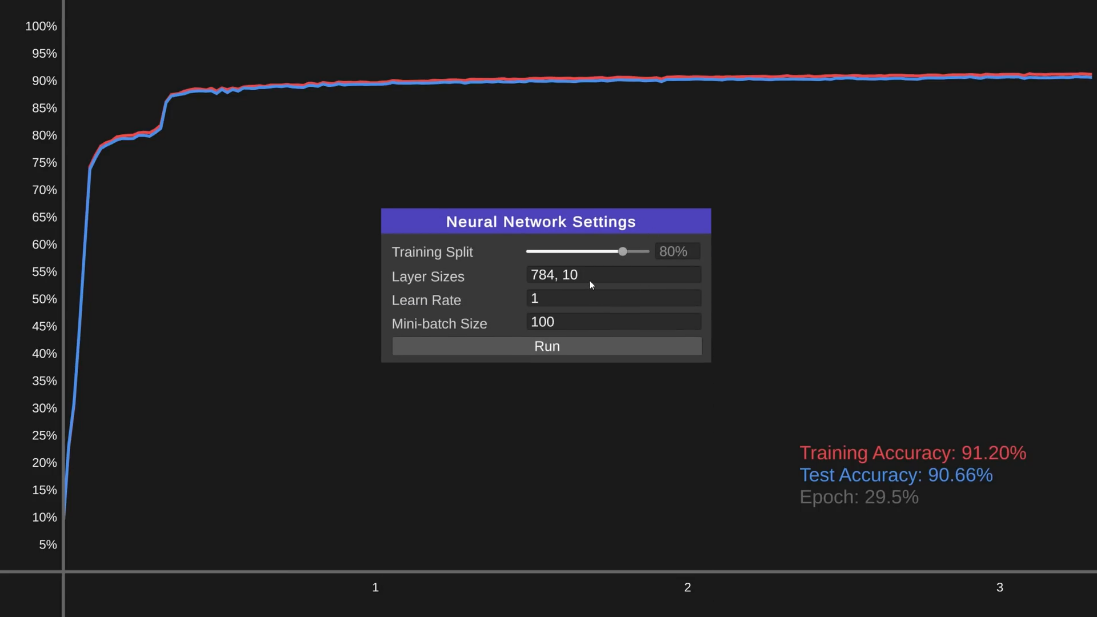 100%
95%
90%
85%
80%
75%
70%
65%
60%
55%
50%
45%
40%
35%
30%
25%
20%
15%
10%
5%
Neural Network Settings
Training Split 80%
Layer Sizes 784, 10
Learn Rate 1
Mini-batch Size 100
Run
Training Accuracy: 91.20%
Test Accuracy: 90.66%
Epoch: 29.5%
1 2 3